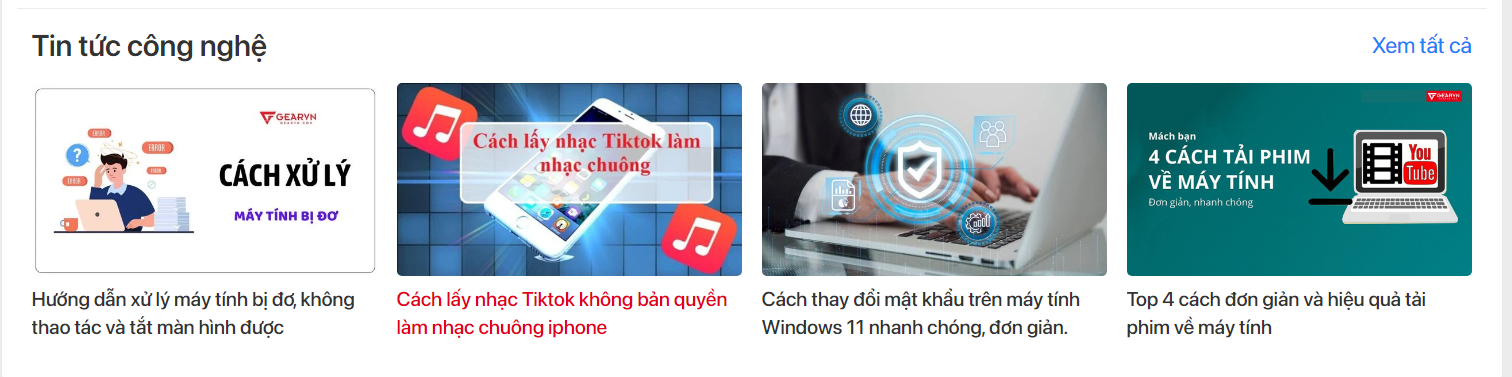 Tin tức công nghệ
Xem tất cả
GEARVN
ERROR
?
ERROR
ERROR
CÁCH XỬ LÝ
MÁY TÍNH BỊ ĐƠ
Cách lấy nhạc Tiktok làm
nhạc chuông
GEARVN
Mách bạn
4 CÁCH TẢI PHIM
VỀ MÁY TÍNH
Đơn giản, nhanh chóng
You
Tube
Hướng dẫn xử lý máy tính bị đơ, không
thao tác và tắt màn hình được
Cách lấy nhạc Tiktok không bản quyền
làm nhạc chuông iphone
Cách thay đổi mật khẩu trên máy tính
Windows 11 nhanh chóng, đơn giản.
Top 4 cách đơn giản và hiệu quả tải
phim về máy tính